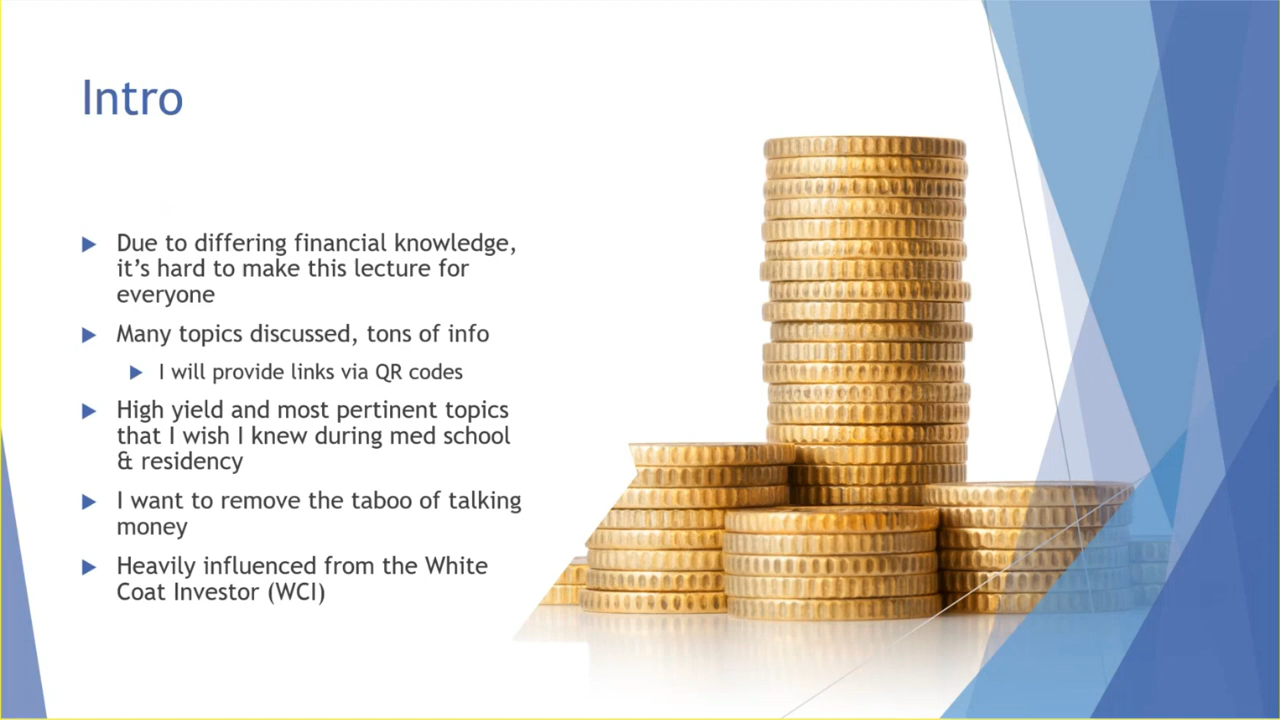 Intro
Due to differing financial knowledge,
it's hard to make this lecture for
everyone
Many topics discussed, tons of info
I will provide links via QR codes
High yield and most pertinent topics
that I wish I knew during med school
& residency
I want to remove the taboo of talking
money
Heavily influenced from the White
Coat Investor (WCI)